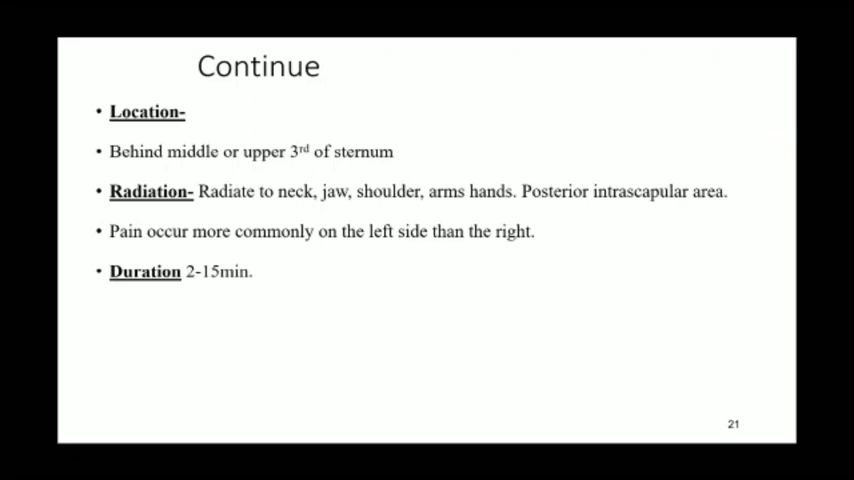 Continue
• Location-
• Behind middle or upper 3rd of sternum
• Radiation- Radiate to neck, jaw, shoulder, arms hands. Posterior intrascapular area.
• Pain occur more commonly on the left side than the right.
• Duration 2-15min.
21